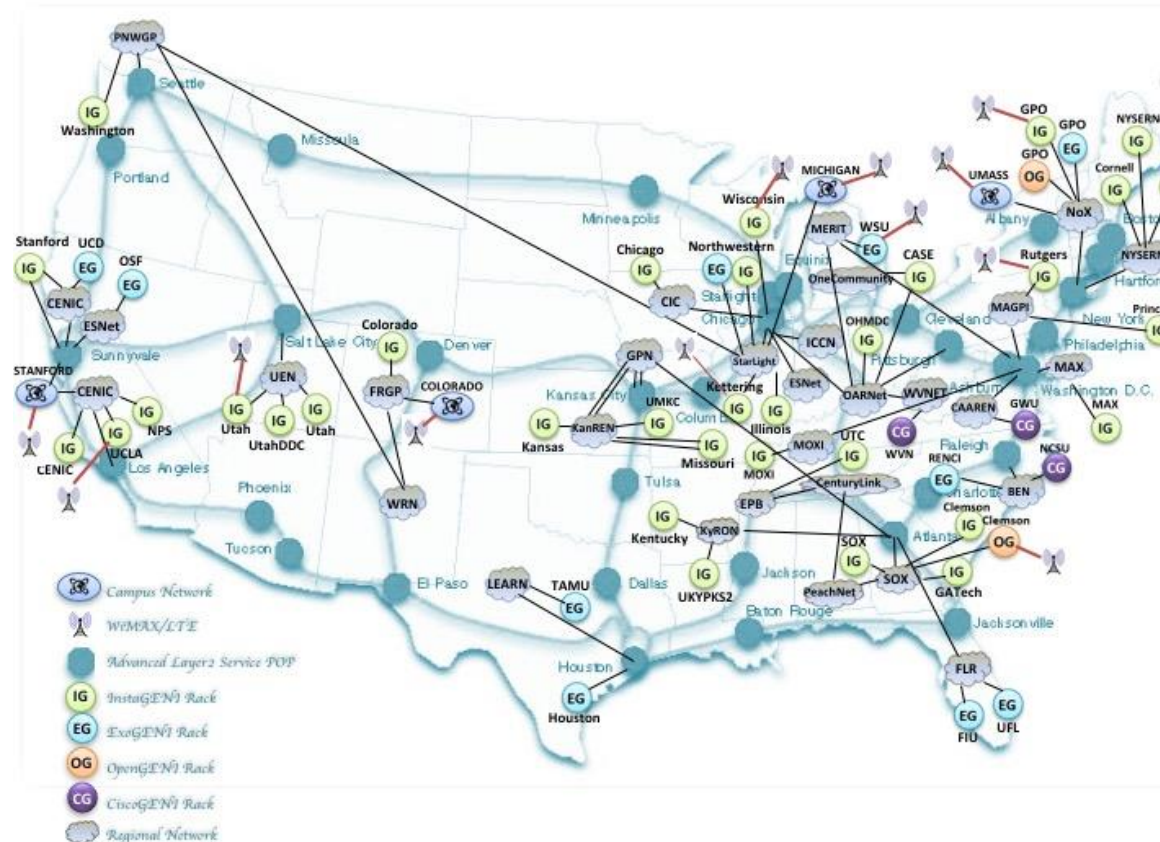 PNWGP
Seattle
IG
Washington
Portland
Missoula
Minneapolis
Stanford
IG
UCD
EG
OSF
EG
CENIC
ESNet
Sunnyvale
STANFORD
CENIC
IG
NPS
IG
CENIC
IG
UCLA
Los Angeles
Salt Lake City
UEN
IG
Utah
IG
UtahDDC
IG
Utah
Colorado
IG
Denver
FRGP
COLORADO
WRN
Phoenix
Tucson
El Paso
GPN
Kansas City
KanREN
IG
Kansas
UMKC
IG
IG
Missouri
Tulsa
Dallas
LEARN
TAMU
EG
Houston
EG
Houston
Wisconsin
IG
MICHIGAN
MERIT
WSU
EG
Northwestern
EG
IG
Chicago
IG
CIC
Starlight
Chicago
Equinix
OneCommunity
CASE
IG
StarLight
ICCN
ESNet
Kettering
IG
IG
Illinois
OHMDC
IG
OARNet
Cleveland
Pittsburgh
Ashburn
WVNET
CG
WVN
MOXI
IG
MOXI
UTC
IG
CenturyLink
EPB
IG
Kentucky
KyRON
IG
UKYPKS2
Jackson
Baton Rouge
SOX
IG
PeachNet
SOX
Atlanta
Clemson
IG
Clemson
OG
IG
GATech
Jacksonville
FLR
EG
FIU
EG
UFL
RENCI
EG
Raleigh
Charlotte
BEN
NCSU
CG
CAAREN
GWU
CG
MAX
MAX
IG
Washington D.C.
Philadelphia
New York
MAGPI
Rutgers
IG
IG
UMASS
Albany
NoX
GPO
IG
GPO
EG
GPO
OG
Cornell
IG
IG
Campus Network
WiMAX/LTE
Advanced Layer2 Service POP
IG
InstaGENI Rack
EG
ExoGENI Rack
OG
OpenGENI Rack
CG
CiscoGENI Rack
Regional Network